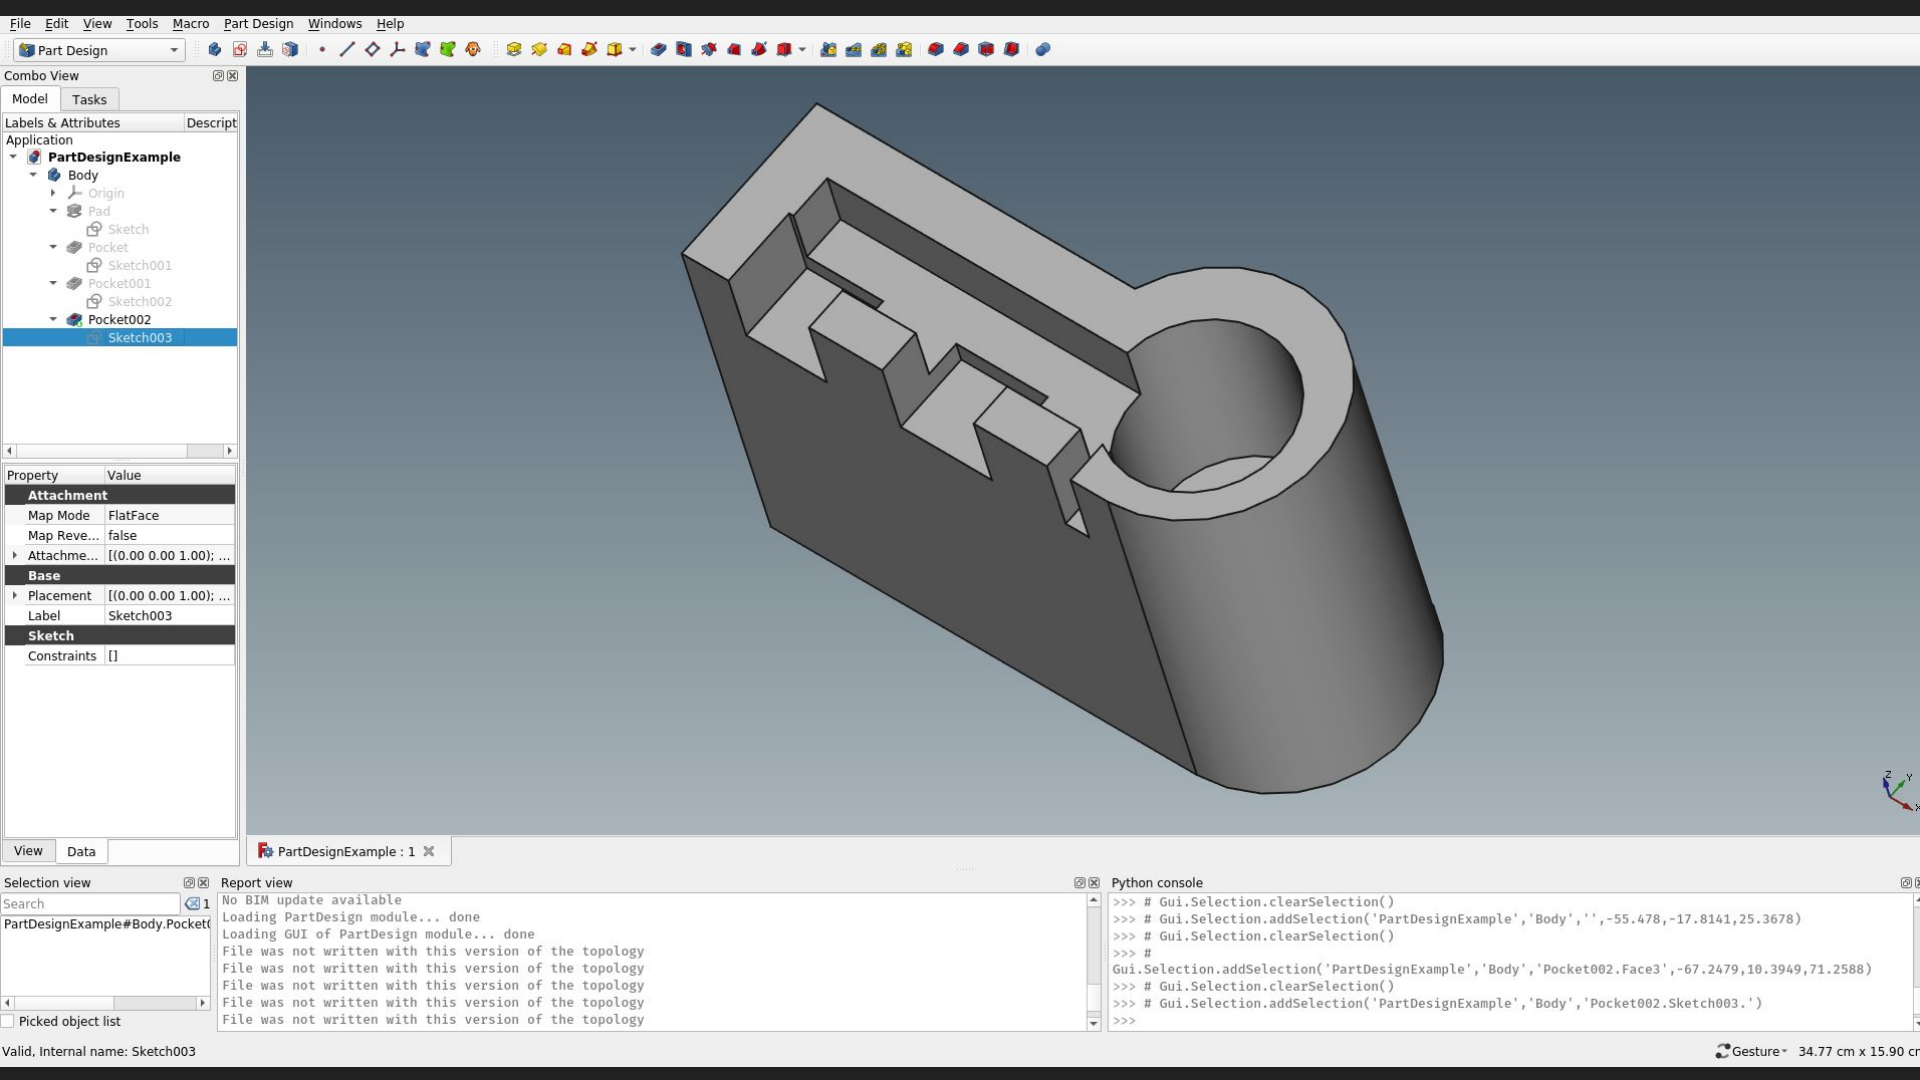 File Edit View Tools Macro Part Design Windows Help
Part Design
Combo View
Model Tasks
Labels & Attributes Descript
Application
PartDesignExample
Body
Origin
Pad
Sketch
Pocket
Sketch001
Pocket001
Sketch002
Pocket002
Sketch003
Property Value
Attachment
Map Mode FlatFace
Map Reve... false
Attachme... [(0.00 0.00 1.00); ...
Base
Placement [(0.00 0.00 1.00); ...
Label Sketch003
Sketch
Constraints []
View Data
Z
Y
X
PartDesignExample : 1
Selection view
Search 1
PartDesignExample#Body.Pocket0
Picked object list
Report view
No BIM update available
Loading PartDesign module... done
Loading GUI of PartDesign module... done
File was not written with this version of the topology
File was not written with this version of the topology
File was not written with this version of the topology
File was not written with this version of the topology
File was not written with this version of the topology
Python console
>>> # Gui.Selection.clearSelection()
>>> # Gui.Selection.addSelection('PartDesignExample','Body','',-55.478,-17.8141,25.3678)
>>> # Gui.Selection.clearSelection()
>>> #
Gui.Selection.addSelection('PartDesignExample','Body','Pocket002.Face3',-67.2479,10.3949,71.2588)
>>> # Gui.Selection.clearSelection()
>>> # Gui.Selection.addSelection('PartDesignExample','Body','Pocket002.Sketch003.')
>>>
Valid, Internal name: Sketch003
Gesture 34.77 cm x 15.90 cm